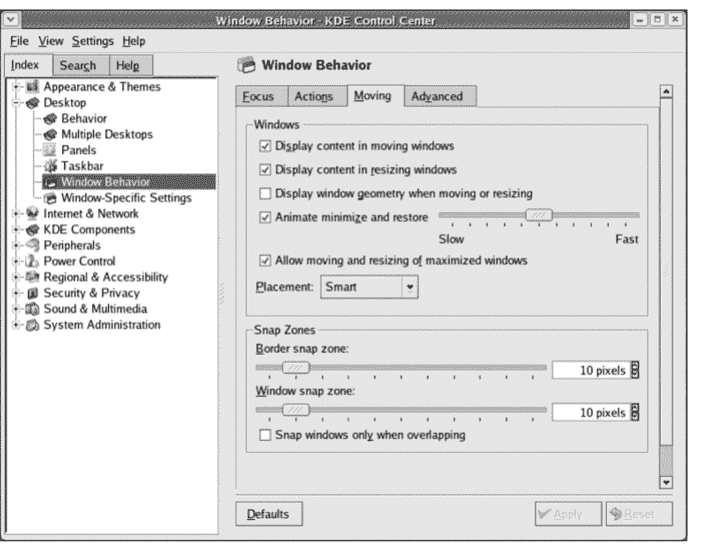 Window Behavior - KDE Control Center
File View Settings Help
Index Search Help
Appearance & Themes
Desktop
Behavior
Multiple Desktops
Panels
Taskbar
Window Behavior
Window-Specific Settings
Internet & Network
KDE Components
Peripherals
Power Control
Regional & Accessibility
Security & Privacy
Sound & Multimedia
System Administration
Window Behavior
Focus Actions Moving Advanced
Windows
Display content in moving windows
Display content in resizing windows
Display window geometry when moving or resizing
Animate minimize and restore
Slow Fast
Allow moving and resizing of maximized windows
Placement: Smart
Snap Zones
Border snap zone:
10 pixels
Window snap zone:
10 pixels
Snap windows only when overlapping
Defaults Apply Reset